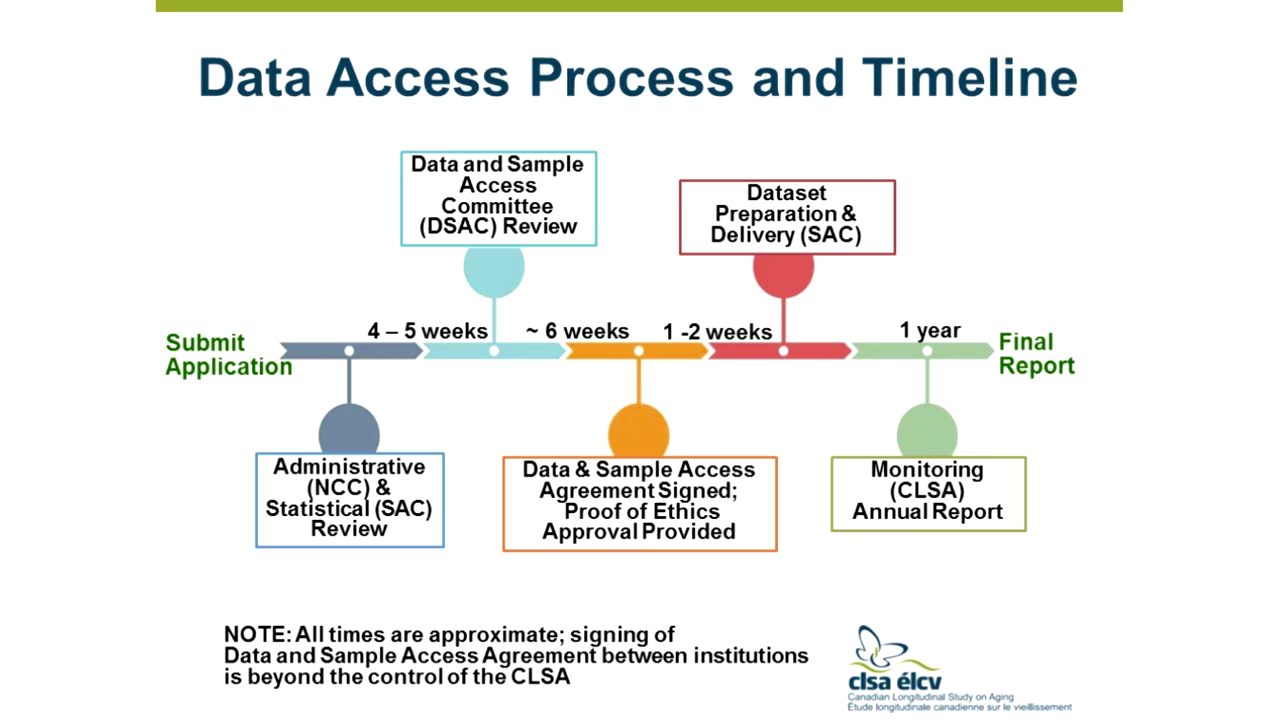 Data Access Process and Timeline
Data and Sample
Access
Committee
(DSAC) Review
Dataset
Preparation &
Delivery (SAC)
Submit
Application
4 – 5 weeks
~ 6 weeks
1 -2 weeks
1 year
Final
Report
Administrative
(NCC) &
Statistical (SAC)
Review
Data & Sample Access
Agreement Signed;
Proof of Ethics
Approval Provided
Monitoring
(CLSA)
Annual Report
NOTE: All times are approximate; signing of
Data and Sample Access Agreement between institutions
is beyond the control of the CLSA
clsa élcv
Canadian Longitudinal Study on Aging
Étude longitudinale canadienne sur le vieillissement